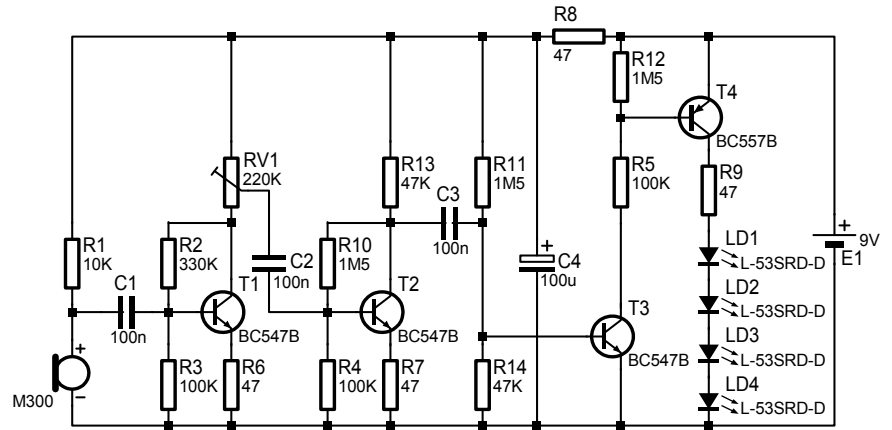 R8
47
R12
1M5
T4
BC557B
RV1
220K
R13
47K
R11
1M5
R5
100K
R9
47
C3
100n
R1
10K
C1
100n
R2
330K
C2
100n
R10
1M5
T1
BC547B
T2
BC547B
+
C4
100u
T3
BC547B
LD1
L-53SRD-D
LD2
L-53SRD-D
LD3
L-53SRD-D
LD4
L-53SRD-D
+
9V
E1
+
M300
−
R3
100K
R6
47
R4
100K
R7
47
R14
47K